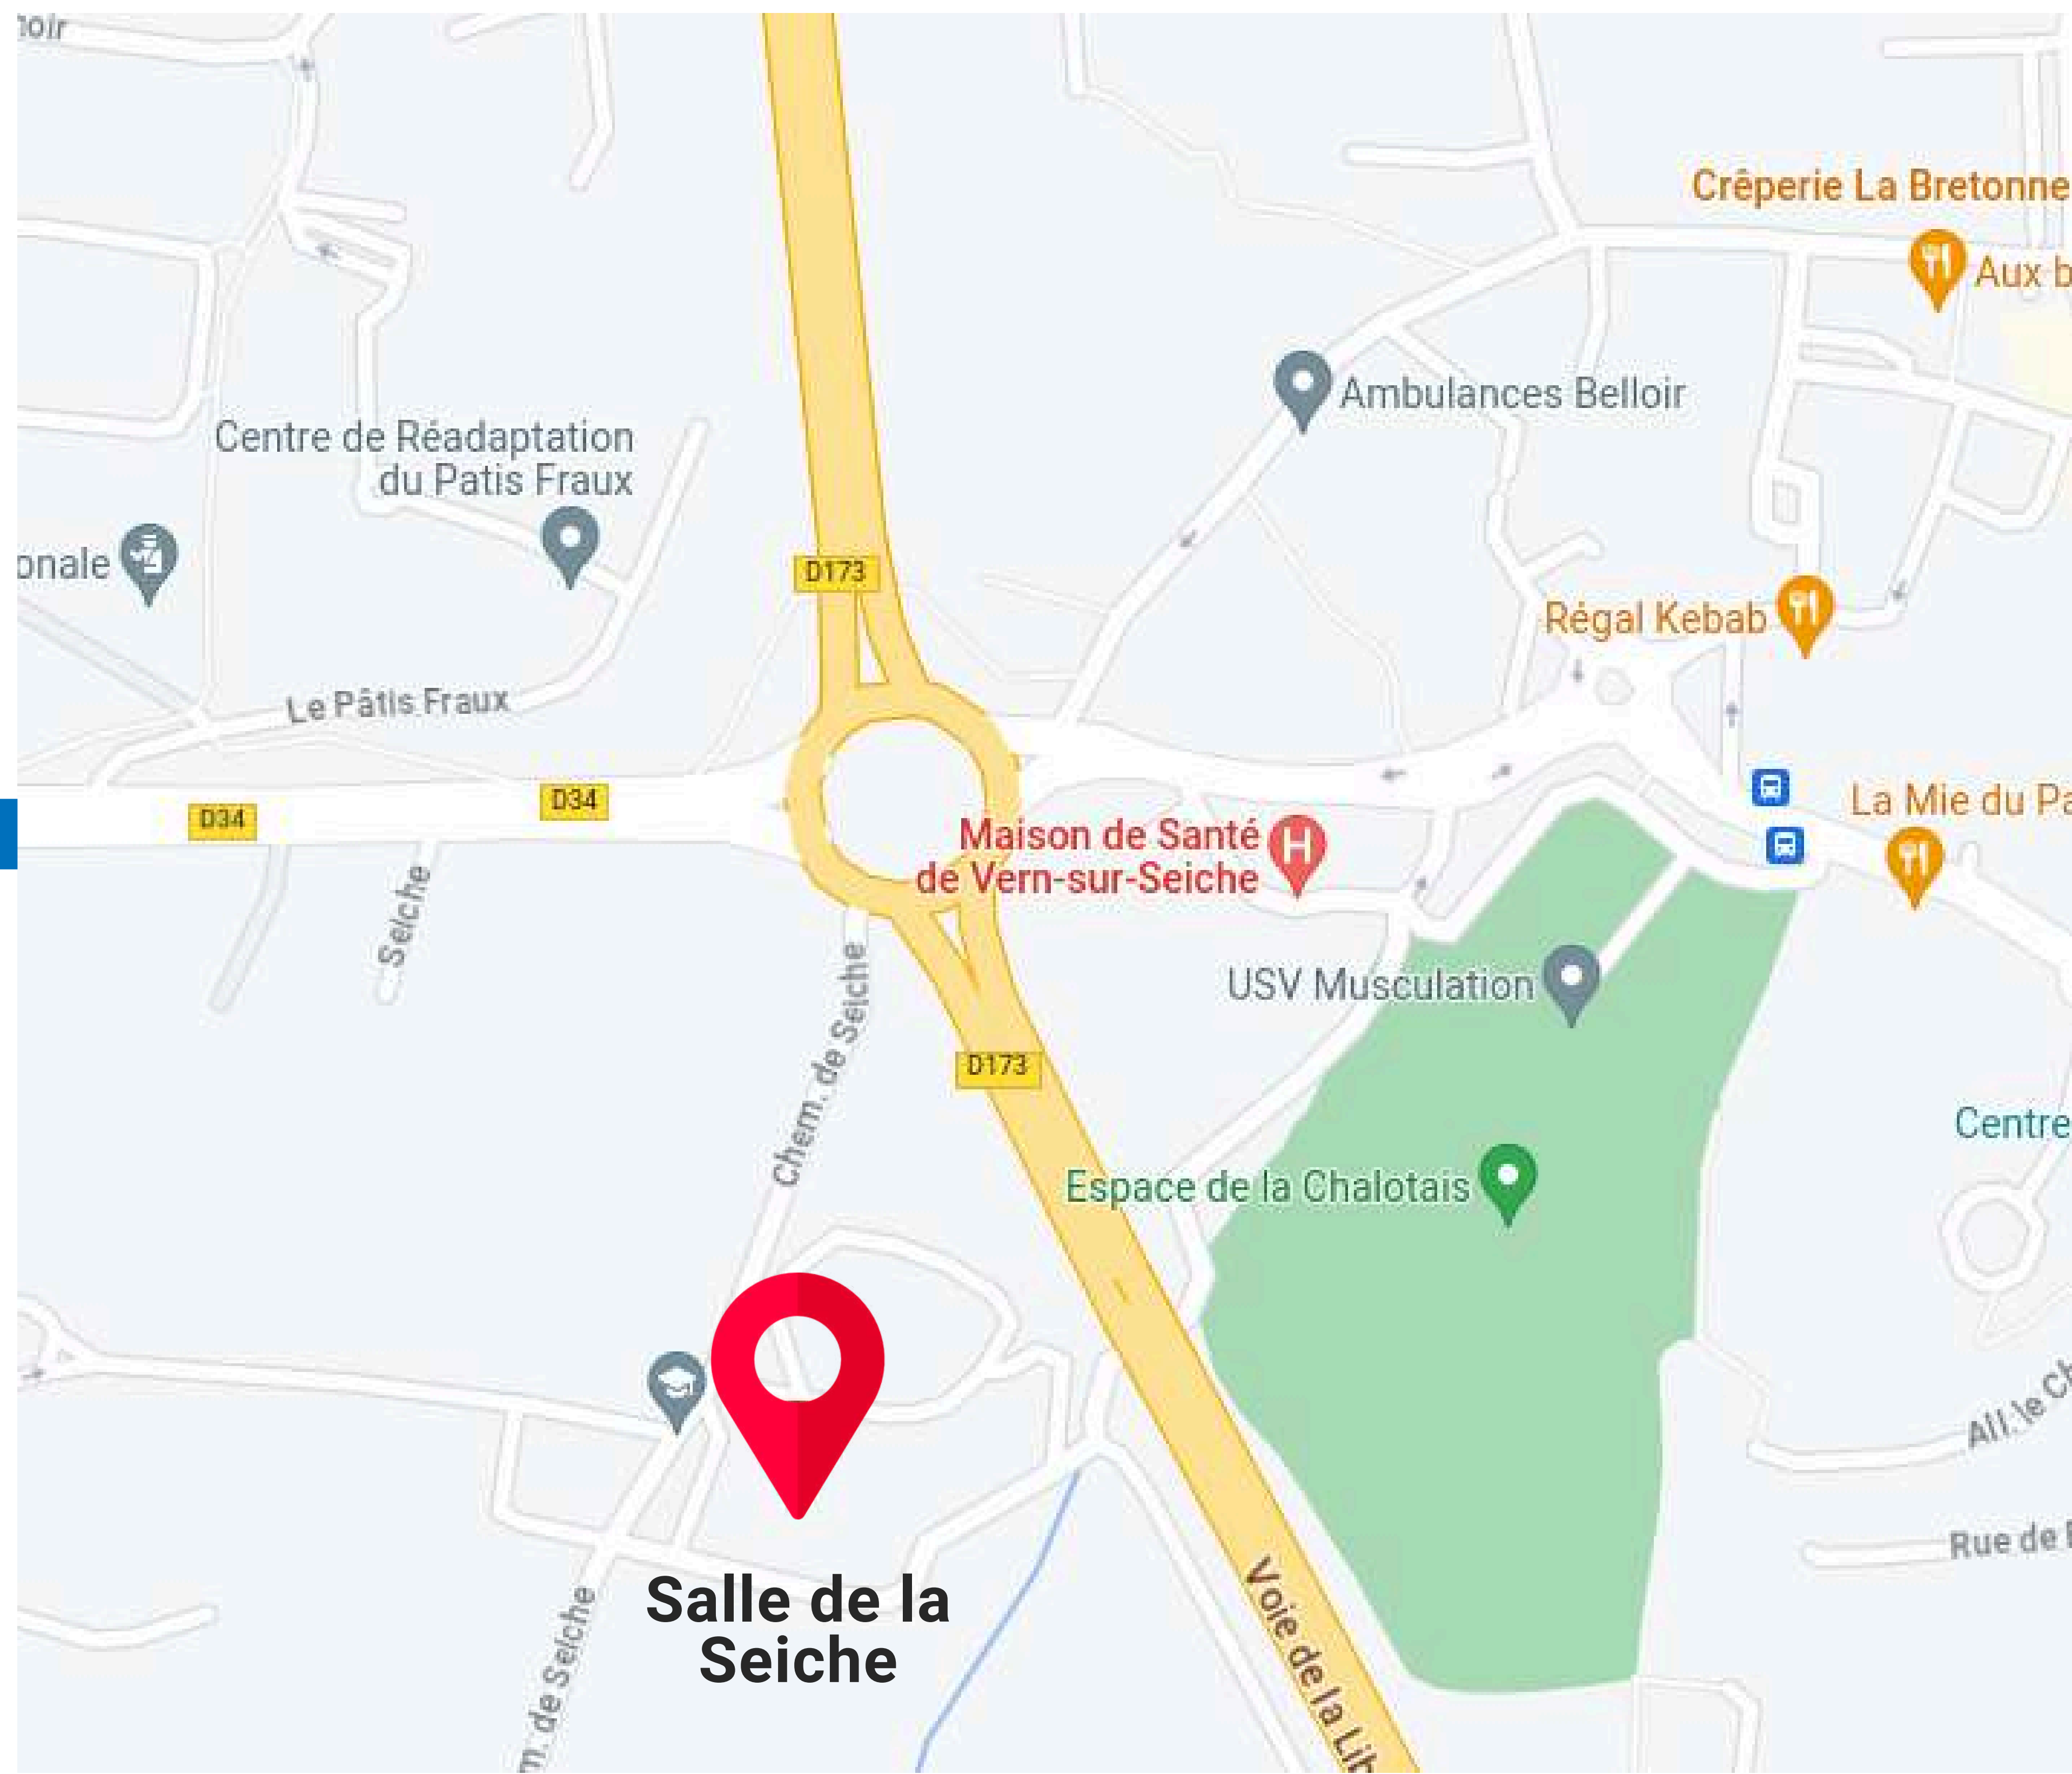 Crêperie La Bretonne
Aux b
Ambulances Belloir
Centre de Réadaptation
du Patis Fraux
onale
D173
Régal Kebab
Le Pâtis Fraux
D34
D34
La Mie du Pa
Maison de Santé
de Vern-sur-Seiche
Seiche
Chem. de Seiche
USV Musculation
D173
Centre
Espace de la Chalotais
All. le Ch
Rue de
Salle de la
Seiche
m. de Seiche
Voie de la Lib